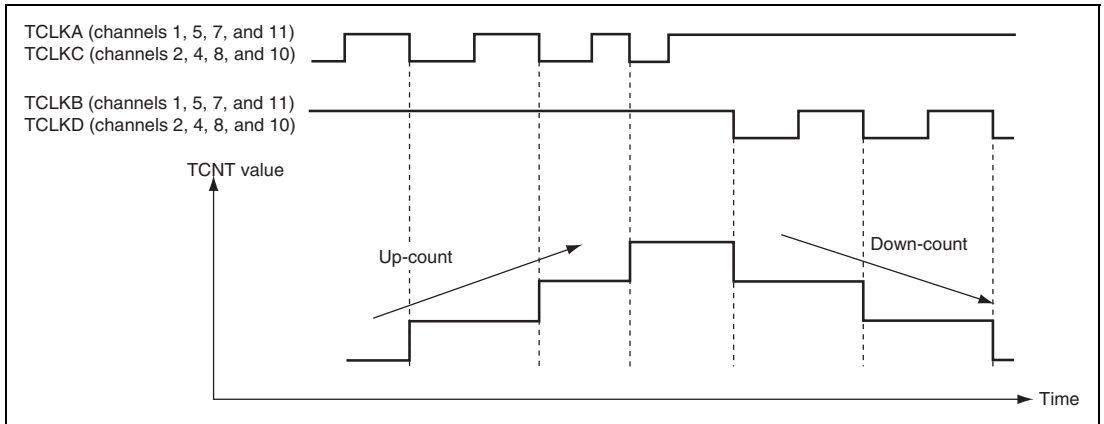 TCLKA (channels 1, 5, 7, and 11)
TCLKC (channels 2, 4, 8, and 10)
TCLKB (channels 1, 5, 7, and 11)
TCLKD (channels 2, 4, 8, and 10)
TCNT value
Up-count
Down-count
Time